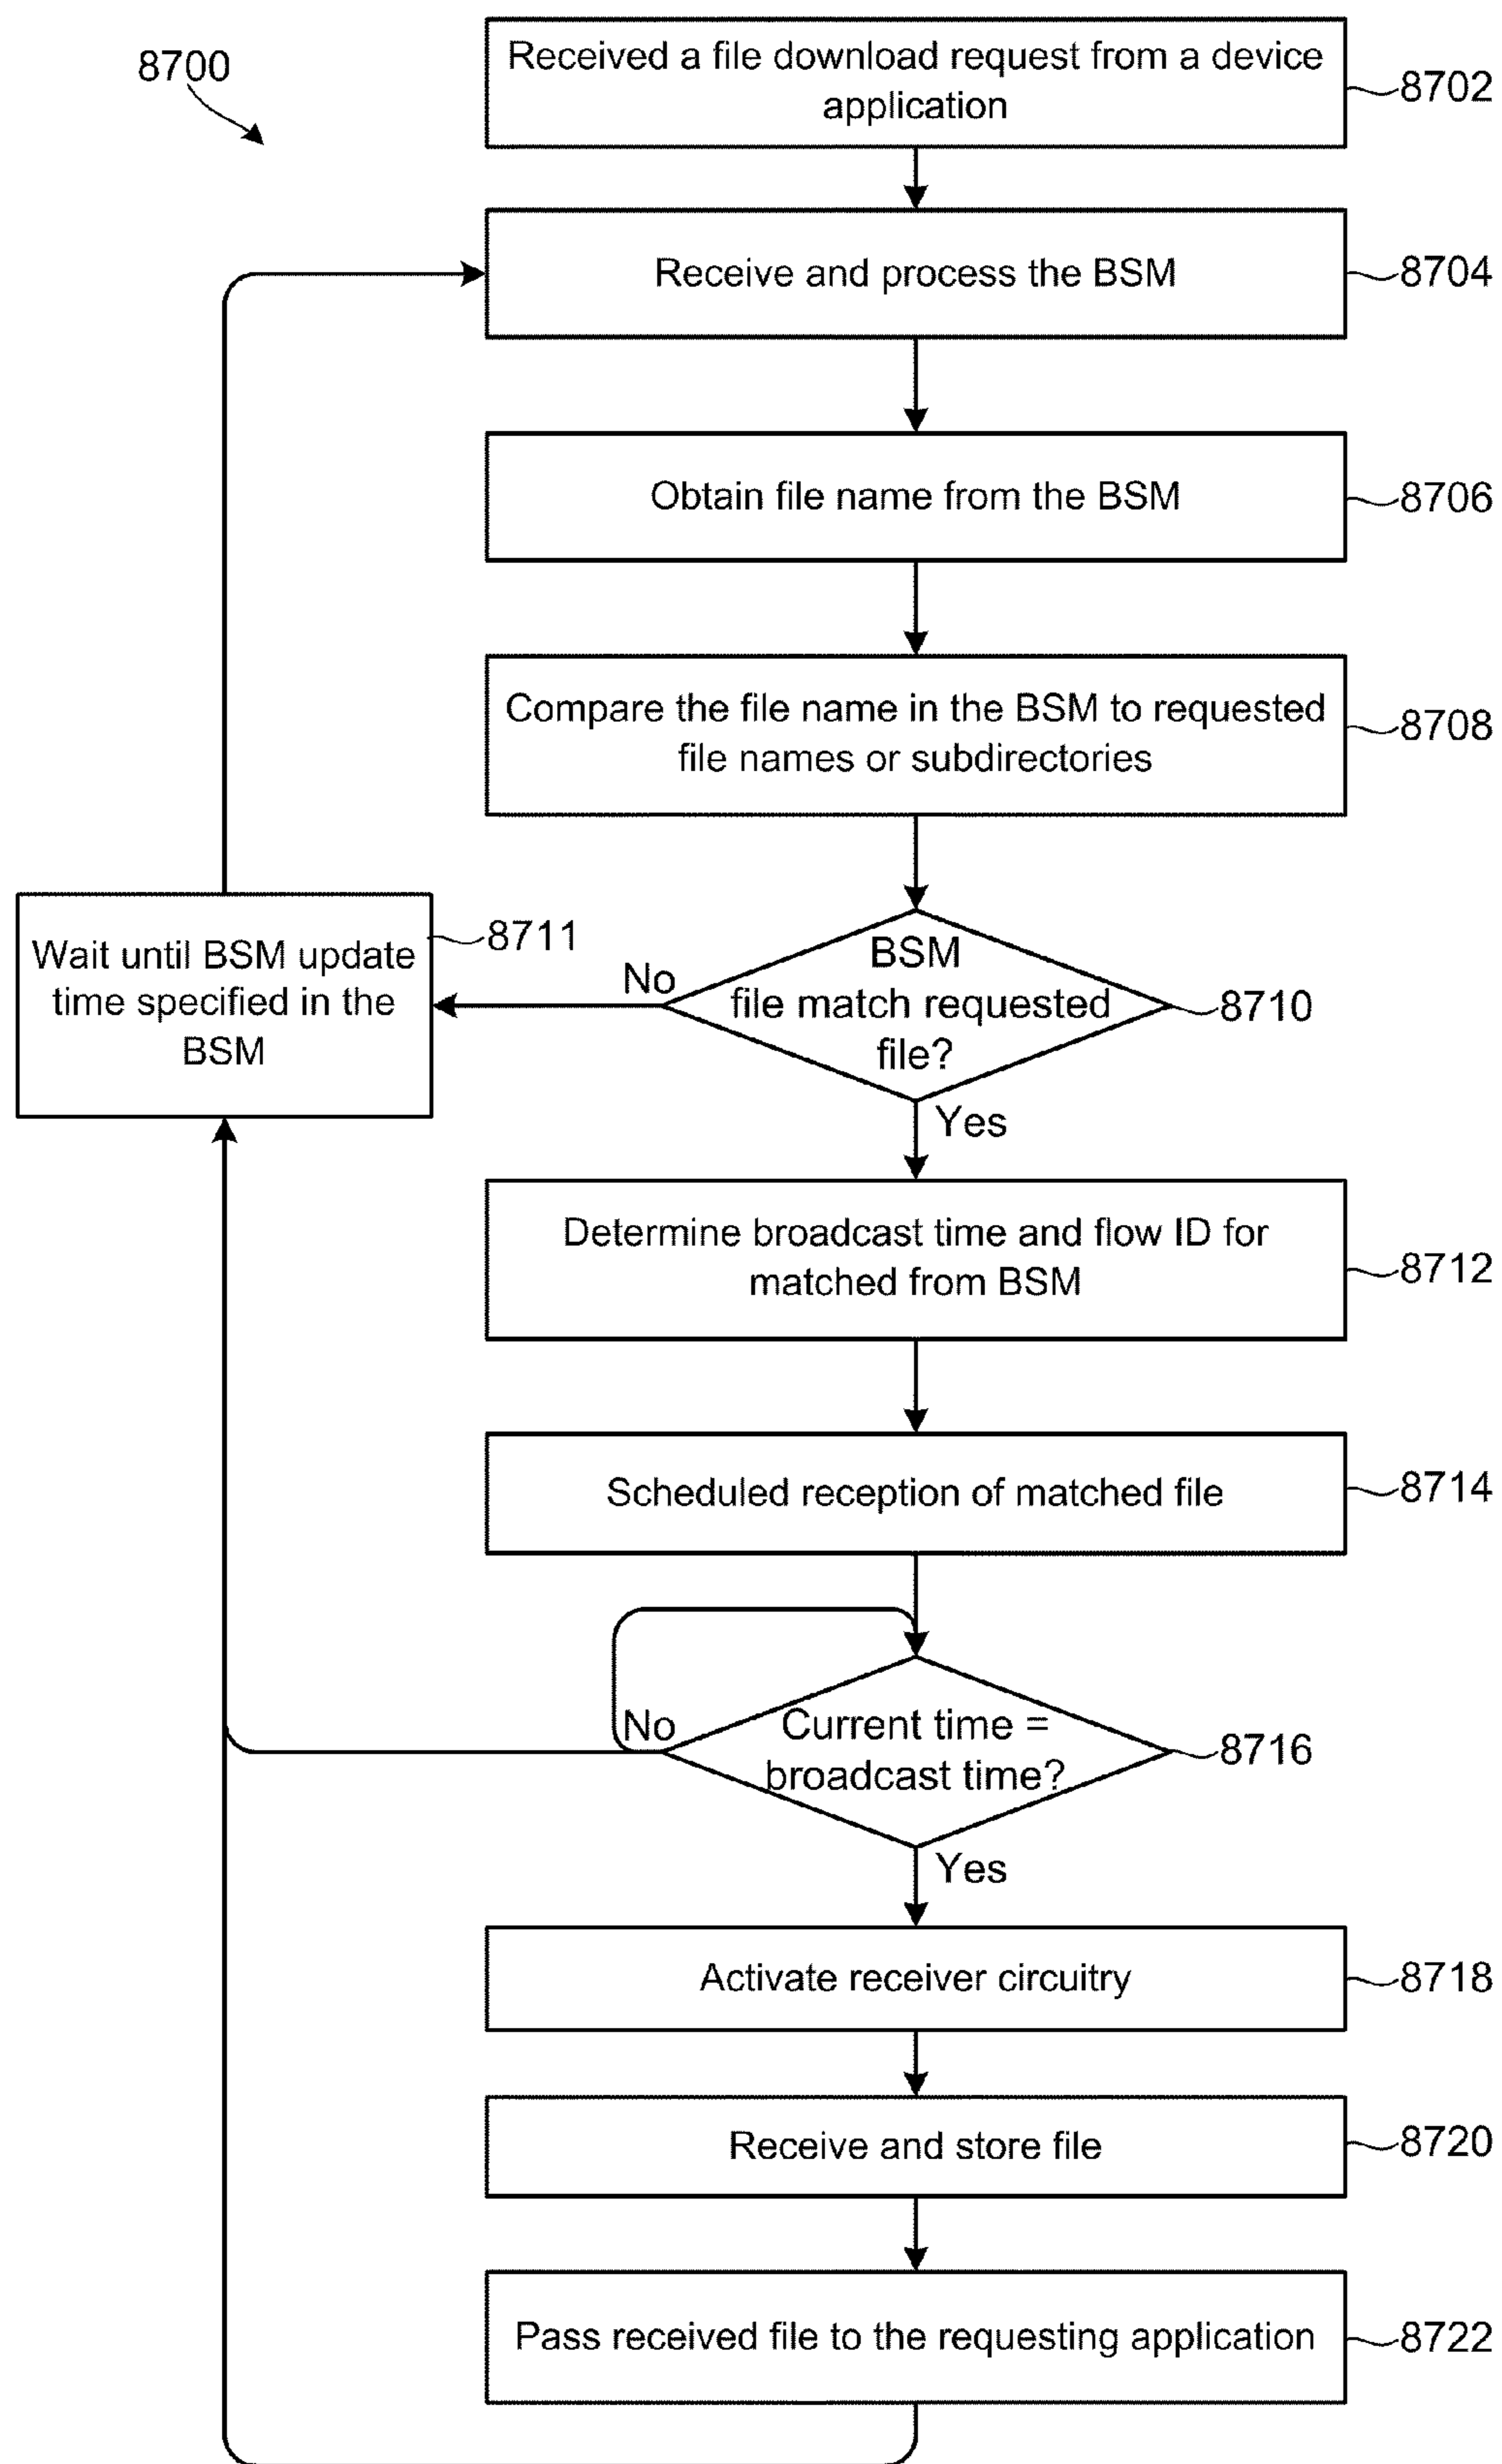 8700
Received a file download request from a device
application
8702
Receive and process the BSM
8704
Obtain file name from the BSM
8706
Compare the file name in the BSM to requested
file names or subdirectories
8708
Wait until BSM update
time specified in the
BSM
8711
No
BSM
file match requested
file?
8710
Yes
Determine broadcast time and flow ID for
matched from BSM
8712
Scheduled reception of matched file
8714
No
Current time =
broadcast time?
8716
Yes
Activate receiver circuitry
8718
Receive and store file
8720
Pass received file to the requesting application
8722